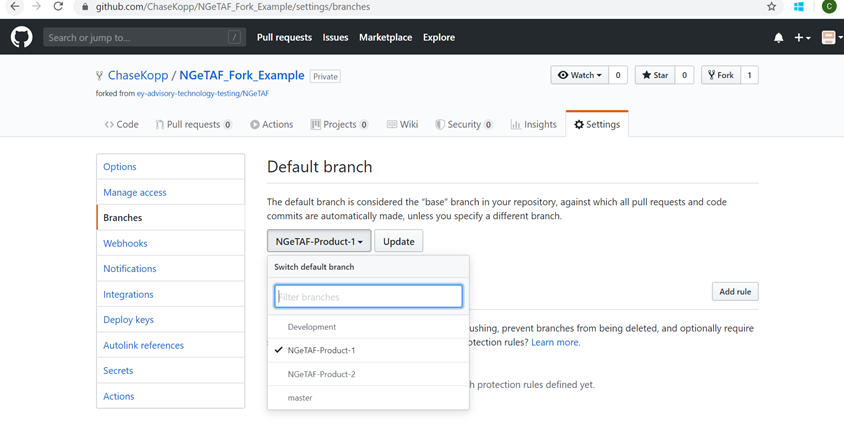 github.com/ChaseKopp/NGeTAF_Fork_Example/settings/branches
C
Search or jump to... /
Pull requests Issues Marketplace Explore
ChaseKopp / NGeTAF_Fork_Example Private
Watch 0 Star 0 Fork 1
forked from ey-advisory-technology-testing/NGeTAF
Code Pull requests 0 Actions Projects 0 Wiki Security 0 Insights Settings
Options
Manage access
Branches
Webhooks
Notifications
Integrations
Deploy keys
Autolink references
Secrets
Actions
Default branch
The default branch is considered the “base” branch in your repository, against which all pull requests and code
commits are automatically made, unless you specify a different branch.
NGeTAF-Product-1 Update
Switch default branch
Filter branches
Development
NGeTAF-Product-1
NGeTAF-Product-2
master
Add rule
ushing, prevent branches from being deleted, and optionally require
otection rules? Learn more.
h protection rules defined yet.